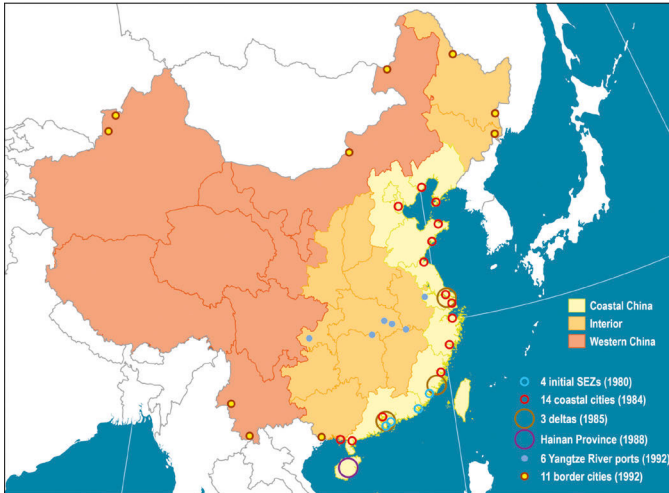 Coastal China
Interior
Western China
4 initial SEZs (1980)
14 coastal cities (1984)
3 deltas (1985)
Hainan Province (1988)
6 Yangtze River ports (1992)
11 border cities (1992)